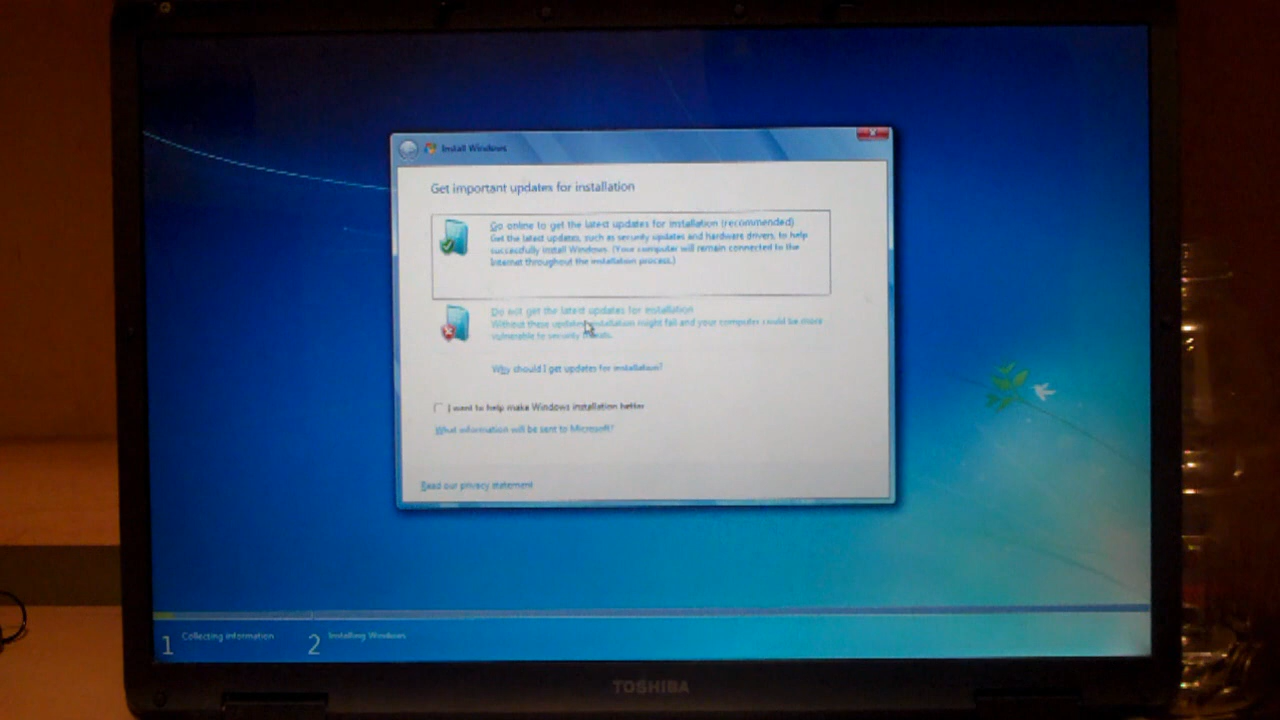 Install Windows
Get important updates for installation
Go online to get the latest updates for installation (recommended)
Get the latest updates, such as security updates and hardware drivers, to help
successfully install Windows. (Your computer will remain connected to the
Internet throughout the installation process.)
Do not get the latest updates for installation
Without these updates, installation might fail and your computer could be more
vulnerable to security threats.
Why should I get updates for installation?
I want to help make Windows installation better
What information will be sent to Microsoft?
Read our privacy statement
1 Collecting information 2 Installing Windows
TOSHIBA